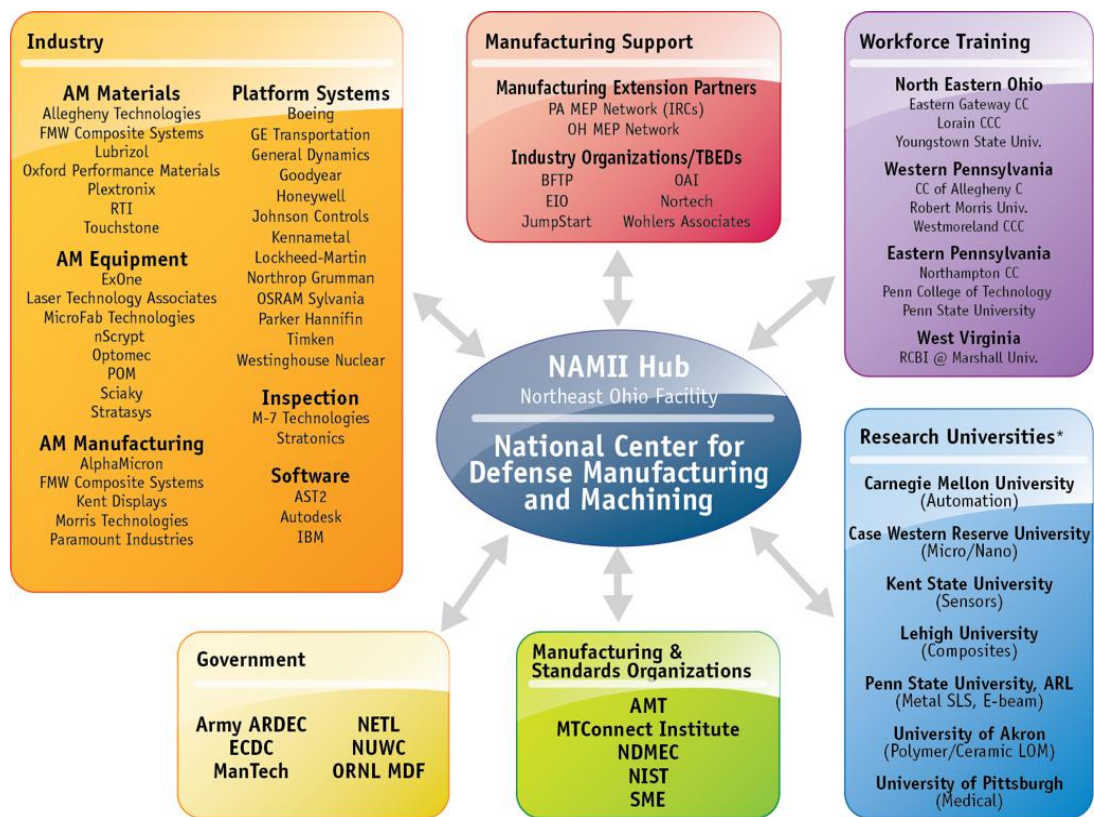 Industry
AM Materials
Allegheny Technologies
FMW Composite Systems
Lubrizol
Oxford Performance Materials
Plextronix
RTI
Touchstone
AM Equipment
ExOne
Laser Technology Associates
MicroFab Technologies
nScrypt
Optomec
POM
Sciaky
Stratasys
AM Manufacturing
AlphaMicron
FMW Composite Systems
Kent Displays
Morris Technologies
Paramount Industries
Platform Systems
Boeing
GE Transportation
General Dynamics
Goodyear
Honeywell
Johnson Controls
Kennametal
Lockheed-Martin
Northrop Grumman
OSRAM Sylvania
Parker Hannifin
Timken
Westinghouse Nuclear
Inspection
M-7 Technologies
Stratonics
Software
AST2
Autodesk
IBM
Manufacturing Support
Manufacturing Extension Partners
PA MEP Network (IRCs)
OH MEP Network
Industry Organizations/TBEDs
BFTP
EIO
JumpStart
OAI
Nortech
Wohlers Associates
Workforce Training
North Eastern Ohio
Eastern Gateway CC
Lorain CCC
Youngstown State Univ.
Western Pennsylvania
CC of Allegheny C
Robert Morris Univ.
Westmoreland CCC
Eastern Pennsylvania
Northampton CC
Penn College of Technology
Penn State University
West Virginia
RCBI @ Marshall Univ.
NAMII Hub
Northeast Ohio Facility
National Center for
Defense Manufacturing
and Machining
Research Universities*
Carnegie Mellon University
(Automation)
Case Western Reserve University
(Micro/Nano)
Kent State University
(Sensors)
Lehigh University
(Composites)
Penn State University, ARL
(Metal SLS, E-beam)
University of Akron
(Polymer/Ceramic LOM)
University of Pittsburgh
(Medical)
Government
Army ARDEC
ECDC
ManTech
NETL
NUWC
ORNL MDF
Manufacturing &
Standards Organizations
AMT
MTConnect Institute
NDMEC
NIST
SME